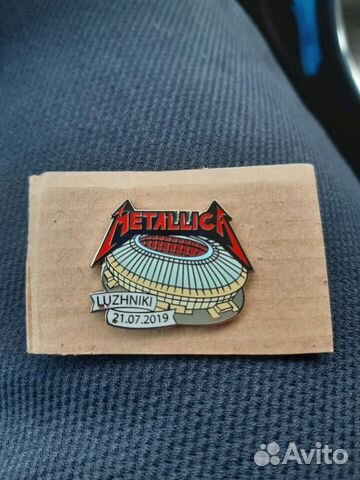 METALLICA
LUZHNIKI
21.07.2019
Avito